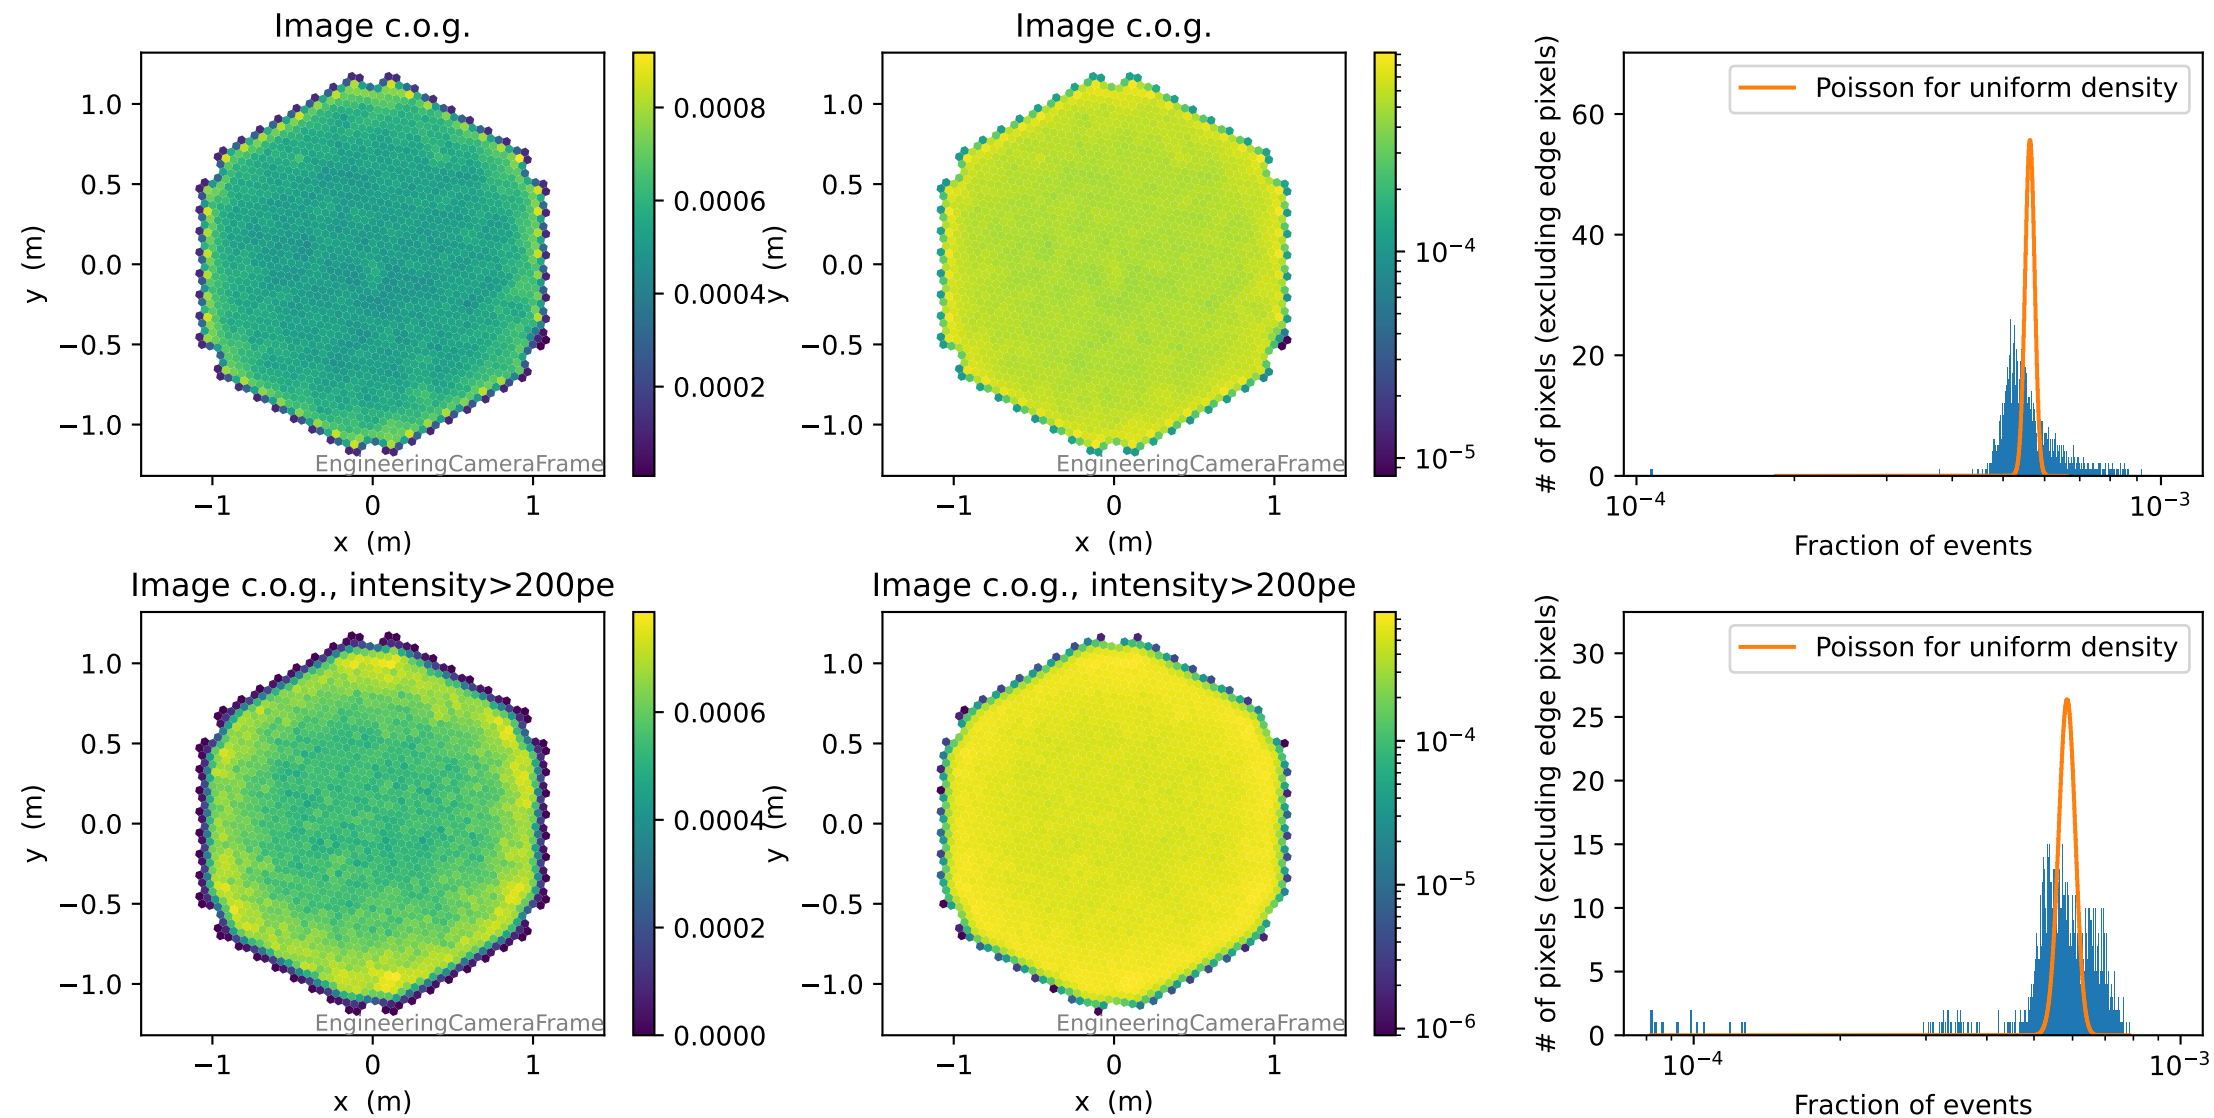 Image c.o.g.
y (m)
1.0
0.5
0.0
−0.5
−1.0
EngineeringCameraFrame
−1 0 1
x (m)
0.0008
0.0006
0.0004
0.0002
Image c.o.g.
y (m)
1.0
0.5
0.0
−0.5
−1.0
EngineeringCameraFrame
−1 0 1
x (m)
10⁻⁴
10⁻⁵
# of pixels (excluding edge pixels)
60
40
20
0
Poisson for uniform density
10⁻⁴ 10⁻³
Fraction of events
Image c.o.g., intensity>200pe
y (m)
1.0
0.5
0.0
−0.5
−1.0
EngineeringCameraFrame
−1 0 1
x (m)
0.0006
0.0004
0.0002
0.0000
Image c.o.g., intensity>200pe
y (m)
1.0
0.5
0.0
−0.5
−1.0
EngineeringCameraFrame
−1 0 1
x (m)
10⁻⁴
10⁻⁵
10⁻⁶
# of pixels (excluding edge pixels)
30
25
20
15
10
5
0
Poisson for uniform density
10⁻⁴ 10⁻³
Fraction of events